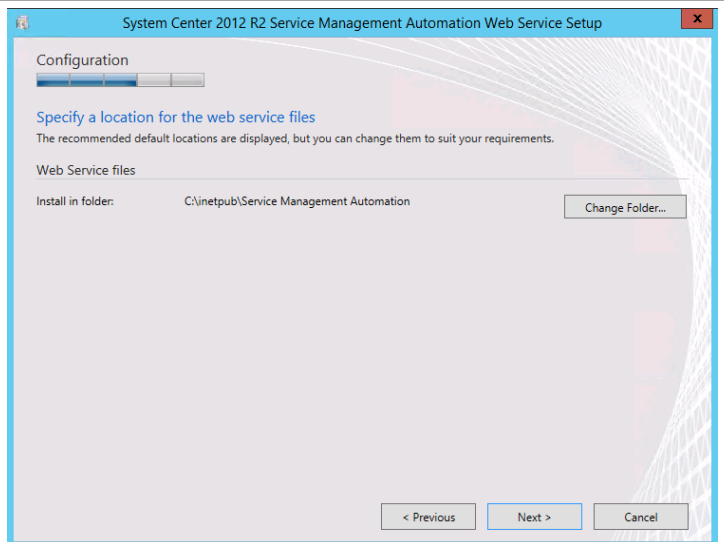 System Center 2012 R2 Service Management Automation Web Service Setup
x
Configuration
Specify a location for the web service files
The recommended default locations are displayed, but you can change them to suit your requirements.
Web Service files
Install in folder: C:\inetpub\Service Management Automation
Change Folder...
< Previous Next > Cancel